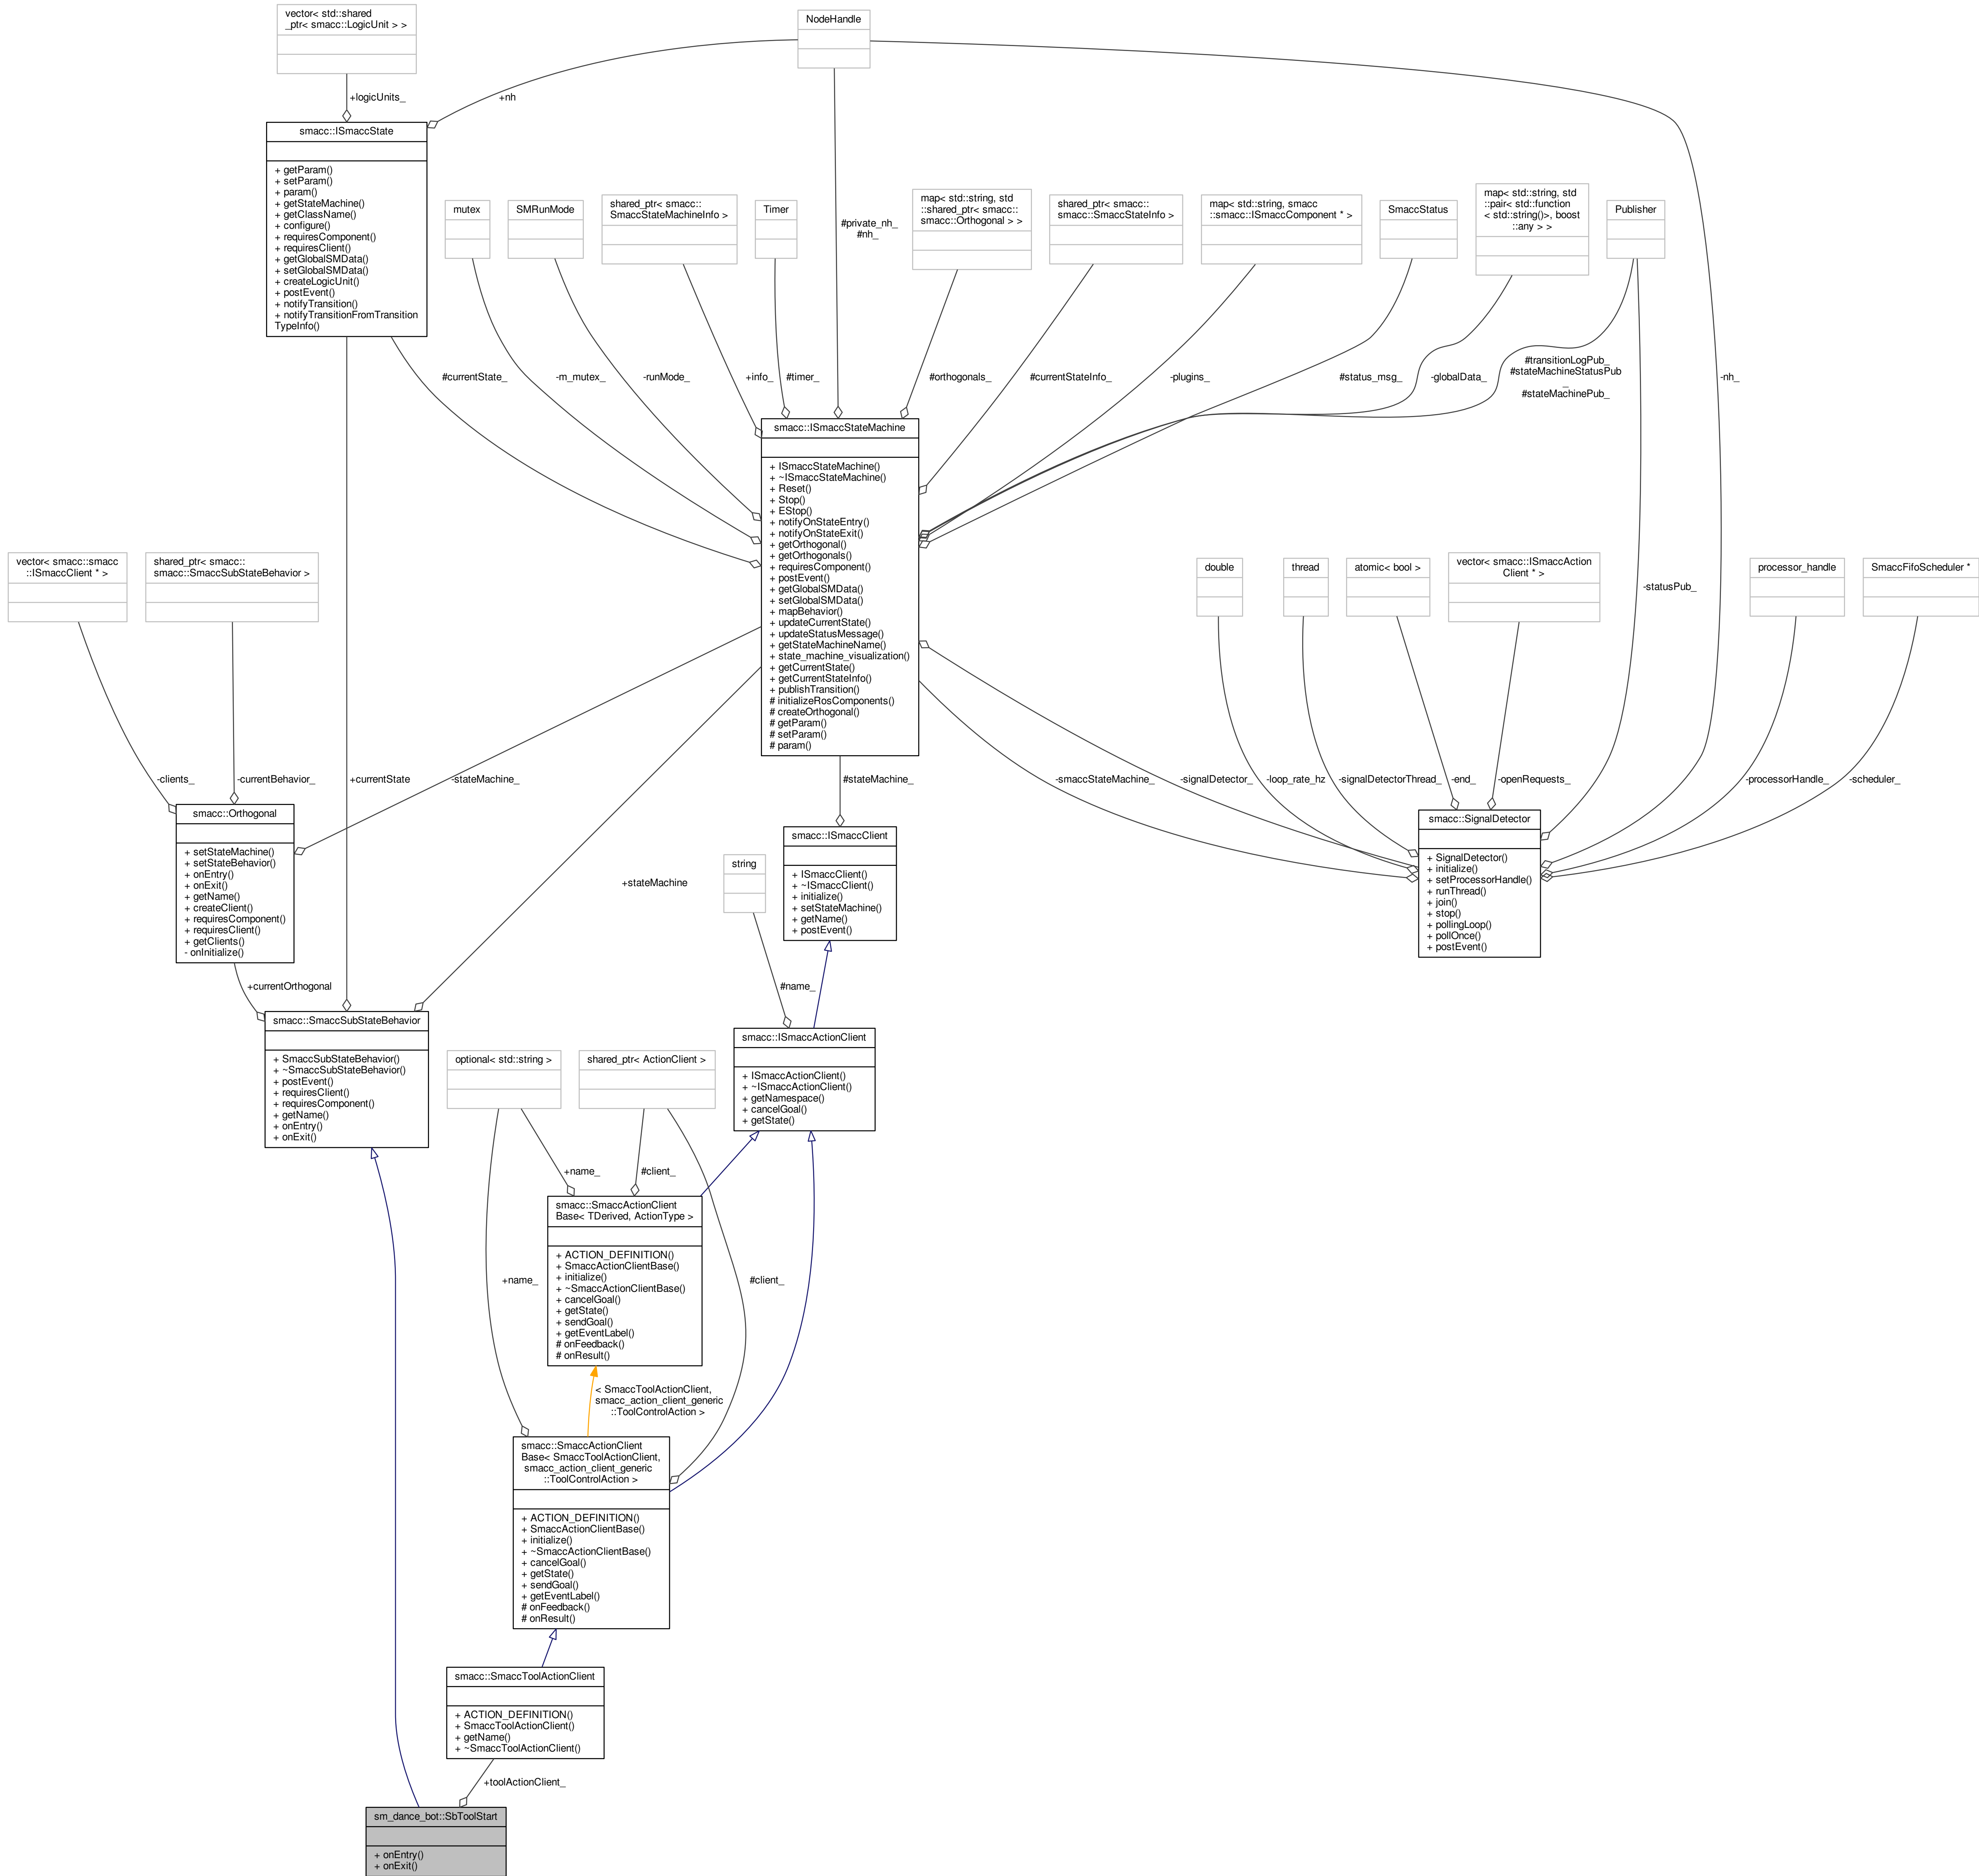 vector< std::shared
_ptr< smacc::LogicUnit > >
NodeHandle
+logicUnits_
+nh
smacc::ISmaccState
+ getParam()
+ setParam()
+ param()
+ getStateMachine()
+ getClassName()
+ configure()
+ requiresComponent()
+ requiresClient()
+ getGlobalSMData()
+ setGlobalSMData()
+ createLogicUnit()
+ postEvent()
+ notifyTransition()
+ notifyTransitionFromTransition
TypeInfo()
mutex
SMRunMode
shared_ptr< smacc::
SmaccStateMachineInfo >
Timer
#private_nh_
#nh_
map< std::string, std
::shared_ptr< smacc::
smacc::Orthogonal > >
shared_ptr< smacc::
smacc::SmaccStateInfo >
map< std::string, smacc
::smacc::ISmaccComponent * >
SmaccStatus
map< std::string, std
::pair< std::function
< std::string()>, boost
::any > >
Publisher
#currentState_
-m_mutex_
-runMode_
+info_
#timer_
#orthogonals_
#currentStateInfo_
-plugins_
#status_msg_
-globalData_
#transitionLogPub_
#stateMachineStatusPub
_
#stateMachinePub_
-nh_
smacc::ISmaccStateMachine
+ ISmaccStateMachine()
+ ~ISmaccStateMachine()
+ Reset()
+ Stop()
+ EStop()
+ notifyOnStateEntry()
+ notifyOnStateExit()
+ getOrthogonal()
+ getOrthogonals()
+ requiresComponent()
+ postEvent()
+ getGlobalSMData()
+ setGlobalSMData()
+ mapBehavior()
+ updateCurrentState()
+ updateStatusMessage()
+ getStateMachineName()
+ state_machine_visualization()
+ getCurrentState()
+ getCurrentStateInfo()
+ publishTransition()
# initializeRosComponents()
# createOrthogonal()
# getParam()
# setParam()
# param()
vector< smacc::smacc
::ISmaccClient * >
shared_ptr< smacc::
smacc::SmaccSubStateBehavior >
double
thread
atomic< bool >
vector< smacc::ISmaccAction
Client * >
-statusPub_
processor_handle
SmaccFifoScheduler *
-clients_
-currentBehavior_
+currentState
-stateMachine_
#stateMachine_
-smaccStateMachine_
-signalDetector_
-loop_rate_hz
-signalDetectorThread_
-end_
-openRequests_
-processorHandle_
-scheduler_
smacc::Orthogonal
+ setStateMachine()
+ setStateBehavior()
+ onEntry()
+ onExit()
+ getName()
+ createClient()
+ requiresComponent()
+ requiresClient()
+ getClients()
- onInitialize()
+stateMachine
string
smacc::ISmaccClient
+ ISmaccClient()
+ ~ISmaccClient()
+ initialize()
+ setStateMachine()
+ getName()
+ postEvent()
smacc::SignalDetector
+ SignalDetector()
+ initialize()
+ setProcessorHandle()
+ runThread()
+ join()
+ stop()
+ pollingLoop()
+ pollOnce()
+ postEvent()
+currentOrthogonal
#name_
smacc::SmaccSubStateBehavior
+ SmaccSubStateBehavior()
+ ~SmaccSubStateBehavior()
+ postEvent()
+ requiresClient()
+ requiresComponent()
+ getName()
+ onEntry()
+ onExit()
optional< std::string >
shared_ptr< ActionClient >
smacc::ISmaccActionClient
+ ISmaccActionClient()
+ ~ISmaccActionClient()
+ getNamespace()
+ cancelGoal()
+ getState()
+name_
#client_
smacc::SmaccActionClient
Base< TDerived, ActionType >
+ ACTION_DEFINITION()
+ SmaccActionClientBase()
+ initialize()
+ ~SmaccActionClientBase()
+ cancelGoal()
+ getState()
+ sendGoal()
+ getEventLabel()
# onFeedback()
# onResult()
+name_
#client_
< SmaccToolActionClient,
smacc_action_client_generic
::ToolControlAction >
smacc::SmaccActionClient
Base< SmaccToolActionClient,
smacc_action_client_generic
::ToolControlAction >
+ ACTION_DEFINITION()
+ SmaccActionClientBase()
+ initialize()
+ ~SmaccActionClientBase()
+ cancelGoal()
+ getState()
+ sendGoal()
+ getEventLabel()
# onFeedback()
# onResult()
smacc::SmaccToolActionClient
+ ACTION_DEFINITION()
+ SmaccToolActionClient()
+ getName()
+ ~SmaccToolActionClient()
+toolActionClient_
sm_dance_bot::SbToolStart
+ onEntry()
+ onExit()